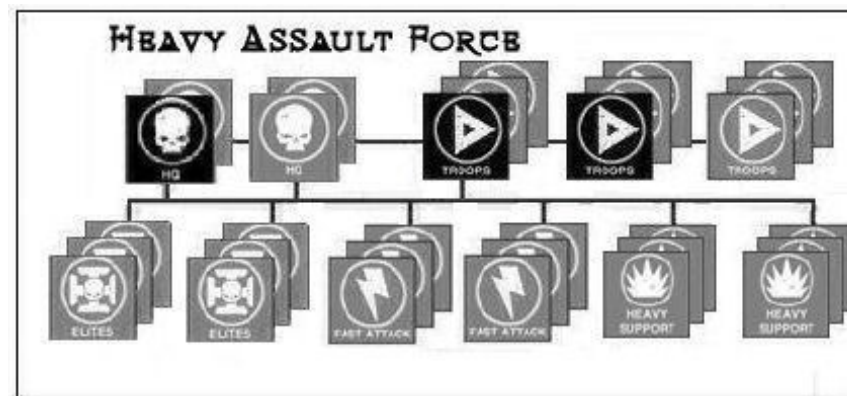 HEAVY ASSAULT FORCE
HQ HQ TROOPS TROOPS TROOPS
ELITES ELITES FAST ATTACK FAST ATTACK HEAVY SUPPORT HEAVY SUPPORT